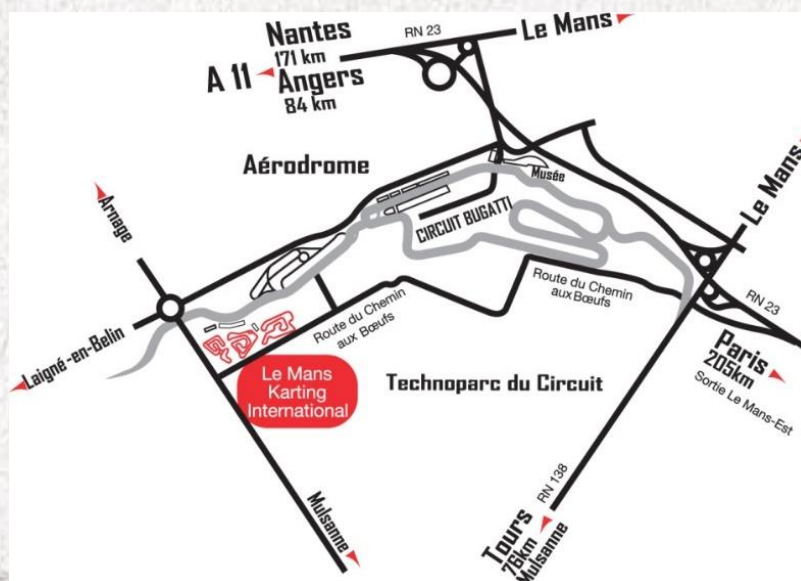 Nantes
171 km
RN 23
Le Mans
A 11
Angers
84 km
Aérodrome
Musée
Le Mans
Arnage
CIRCUIT BUGATTI
Route du Chemin
aux Bœufs
RN 23
Route du Chemin
aux Bœufs
Laigné-en-Belin
Paris
205km
Sortie Le Mans-Est
Le Mans
Karting
International
Technoparc du Circuit
Mulsanne
RN 138
Tours
76km
Mulsanne